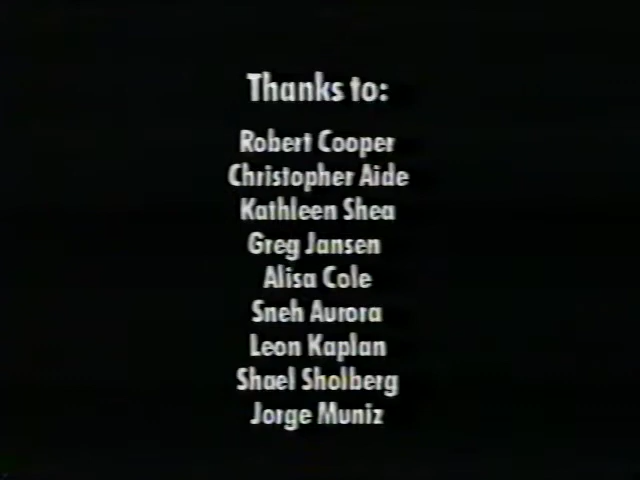 Thanks to:
Robert Cooper
Christopher Aide
Kathleen Shea
Greg Jansen
Alisa Cole
Sneh Aurora
Leon Kaplan
Shael Sholberg
Jorge Muniz